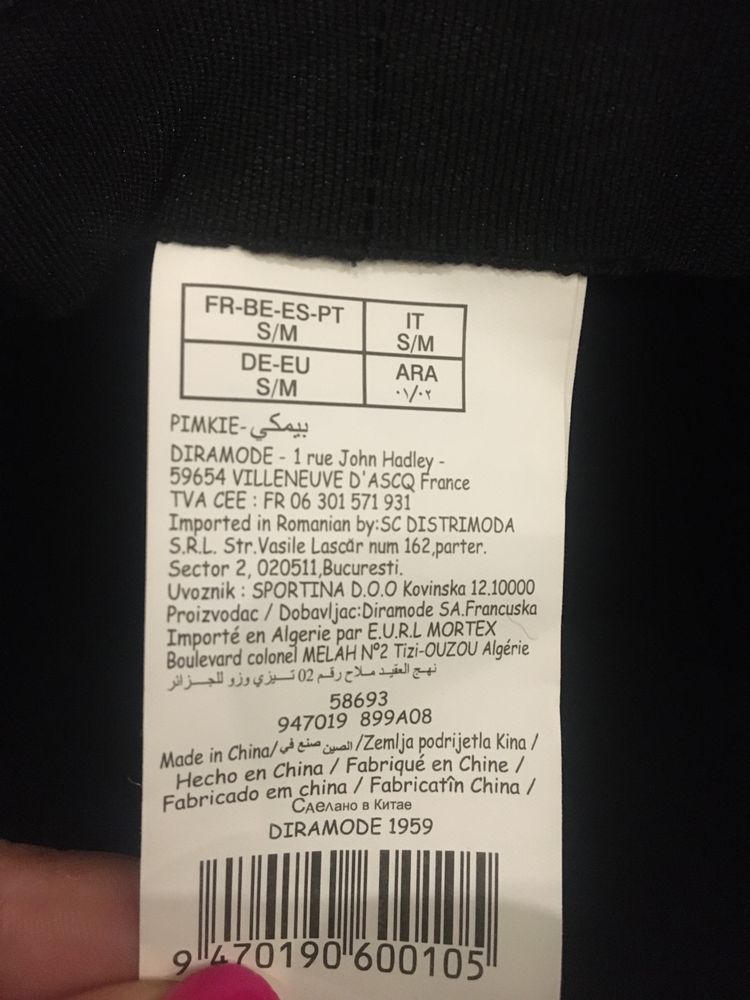 FR-BE-ES-PT
S/M
IT
S/M
DE-EU
S/M
ARA
٠١/٠٢
PIMKIE-بيمكي
DIRAMODE - 1 rue John Hadley -
59654 VILLENEUVE D'ASCQ France
TVA CEE : FR 06 301 571 931
Imported in Romanian by:SC DISTRIMODA
S.R.L. Str.Vasile Lascăr num 162,parter.
Sector 2, 020511,Bucuresti.
Uvoznik : SPORTINA D.O.O Kovinska 12.10000
Proizvodac / Dobavljac:Diramode SA.Francuska
Importé en Algerie par E.U.R.L MORTEX
Boulevard colonel MELAH Nº2 Tizi-OUZOU Algérie
نهج العقيد ملاح رقم 02 تيزي وزو للجزائر
58693
947019 899A08
Made in China/صنع في الصين/Zemlja podrijetla Kina /
Hecho en China / Fabriqué en Chine /
Fabricado em china / Fabricatîn China /
Сделано в Китае
DIRAMODE 1959
9 470190 600105